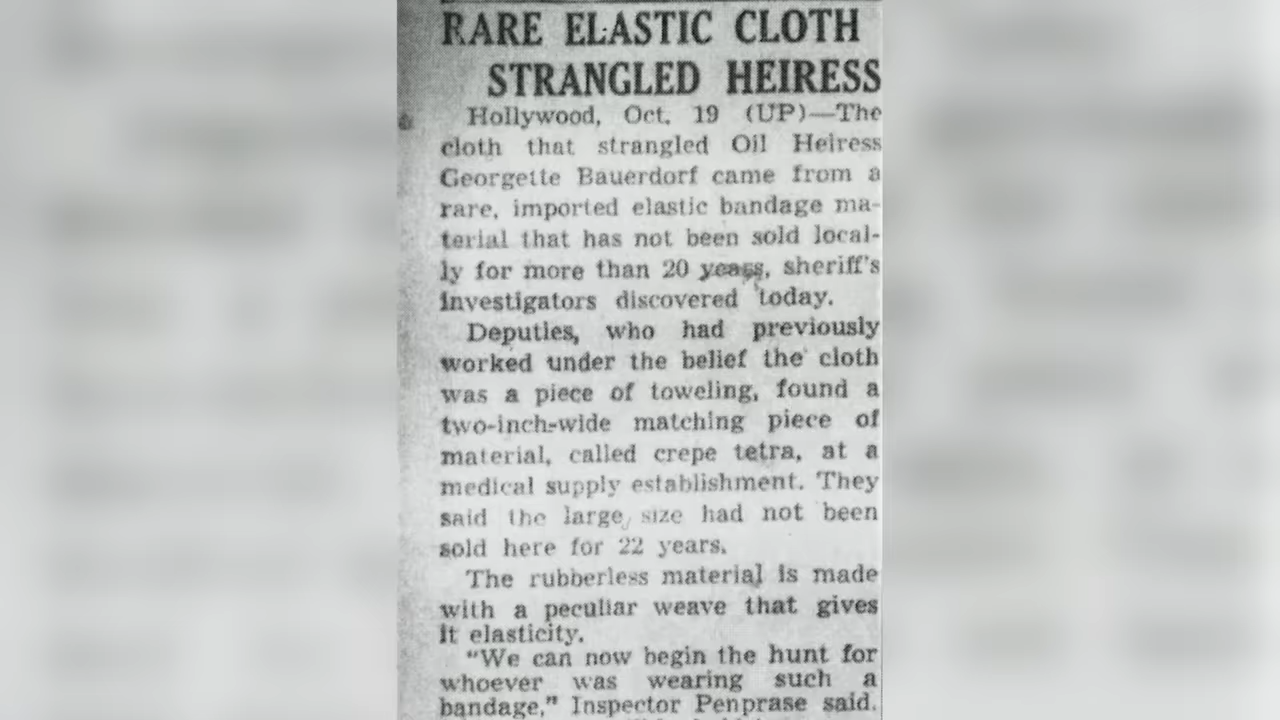 RARE ELASTIC CLOTH
STRANGLED HEIRESS
Hollywood, Oct. 19 (UP)—The
cloth that strangled Oil Heiress
Georgette Bauerdorf came from a
rare, imported elastic bandage ma-
terial that has not been sold local-
ly for more than 20 years, sheriff's
investigators discovered today.
Deputies, who had previously
worked under the belief the cloth
was a piece of toweling, found a
two-inch-wide matching piece of
material, called crepe tetra, at a
medical supply establishment. They
said the large size had not been
sold here for 22 years.
The rubberless material is made
with a peculiar weave that gives
it elasticity.
"We can now begin the hunt for
whoever was wearing such a
bandage," Inspector Penprase said.